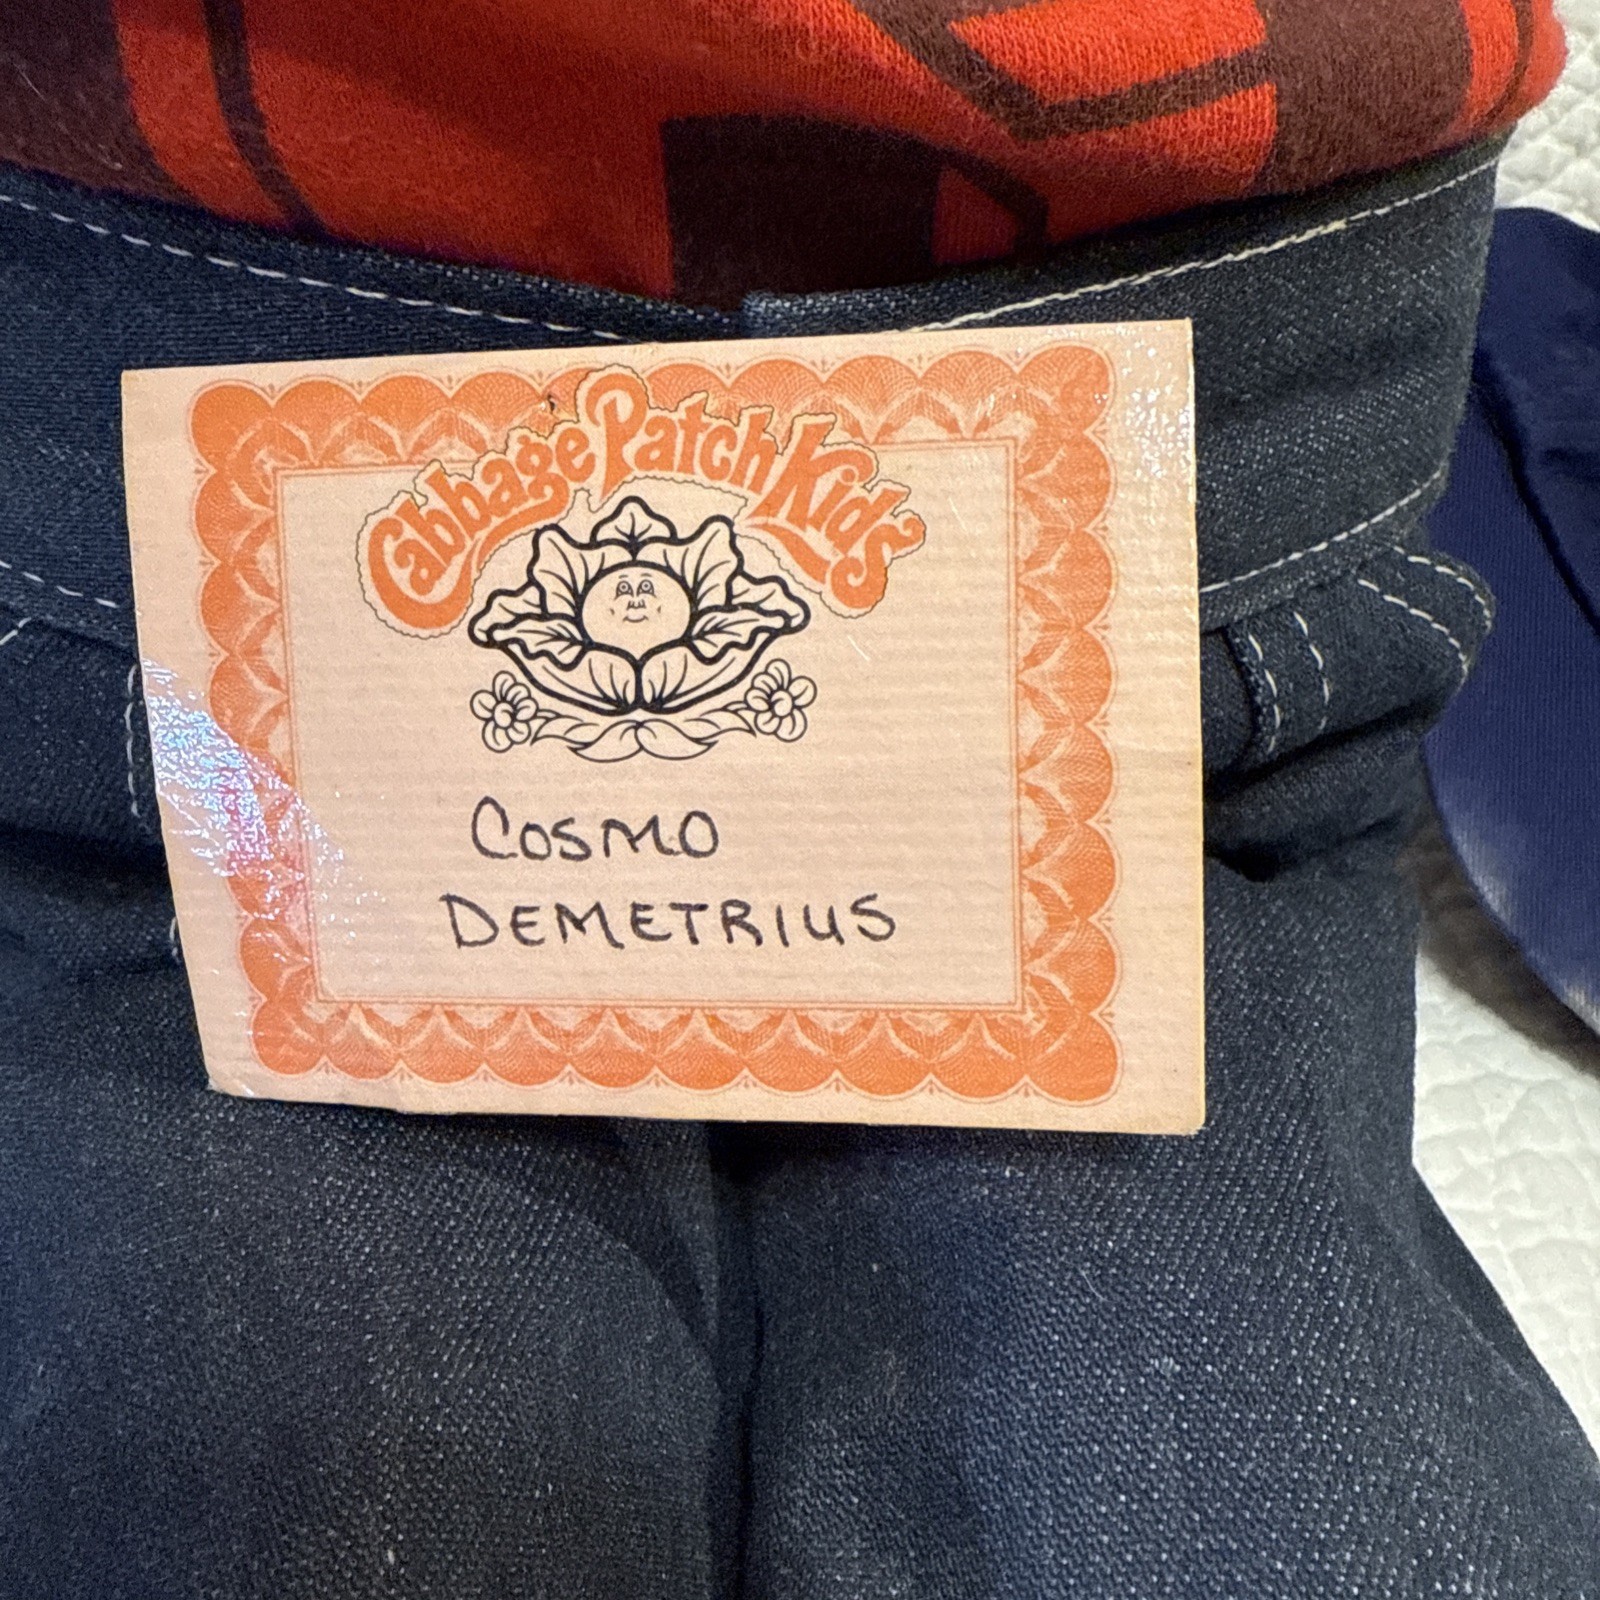 Cabbage Patch Kids
COSMO
DEMETRIUS